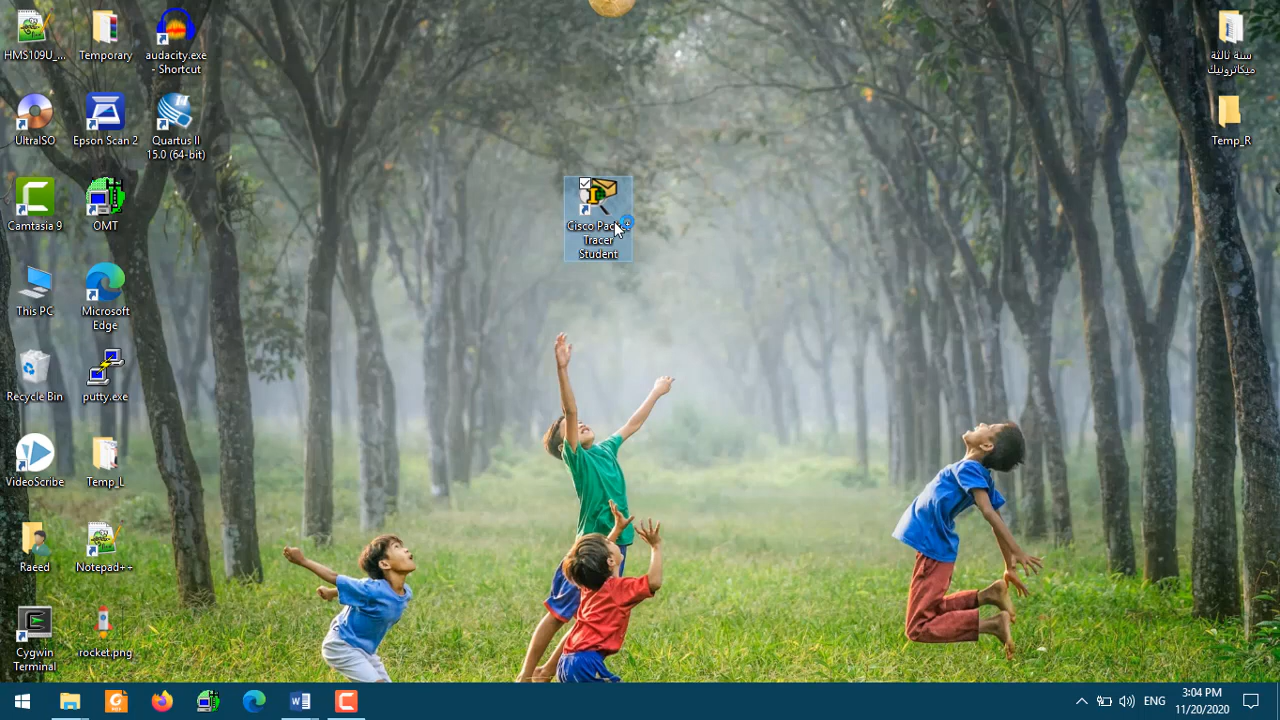 HMS109U_...
Temporary
audacity.exe
- Shortcut
UltraISO
Epson Scan 2
Quartus II
15.0 (64-bit)
Camtasia 9
OMT
This PC
Microsoft
Edge
Recycle Bin
putty.exe
VideoScribe
Temp_L
Raeed
Notepad++
Cygwin
Terminal
rocket.png
Cisco Pac
Tracer
Student
سنة ثالثة
ميكاترونيك
Temp_R
ENG
3:04 PM
11/20/2020